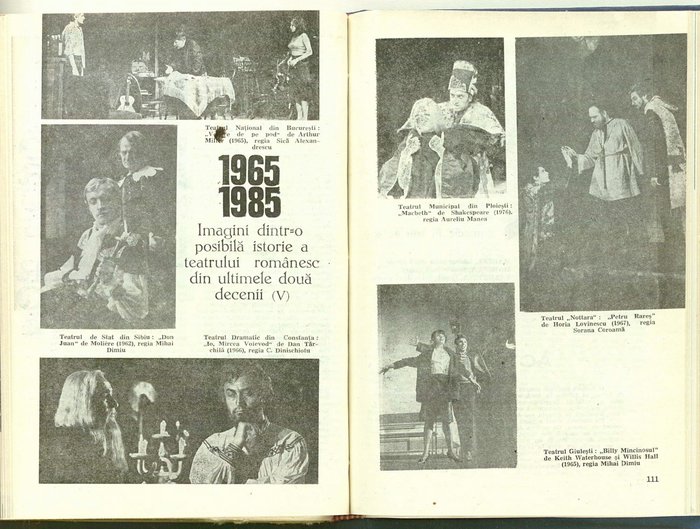 Teatrul Național din București :
de pe pod" de Arthur
Miller (1965), regia Sică Alexan-
drescu
1965
1985
Imagini dintr-o
posibilă istorie a
teatrului românesc
din ultimele două
decenii (V)
Teatrul de Stat din Sibiu : „Don
Juan" de Molière (1962), regia Mihai
Dimiu
Teatrul Dramatic din Constanța :
„Io, Mircea Voievod" de Dan Tăr-
chilă (1966), regia C. Dinischiotu
Teatrul Municipal din Ploiești :
„Macbeth" de Shakespeare (1976),
regia Aureliu Manea
Teatrul „Nottara" : „Petru Rareș"
de Horia Lovinescu (1967), regia
Sorana Coroamă
Teatrul Giulești : „Billy Mincinosul"
de Keith Waterhouse și Willis Hall
(1965), regia Mihai Dimiu
111